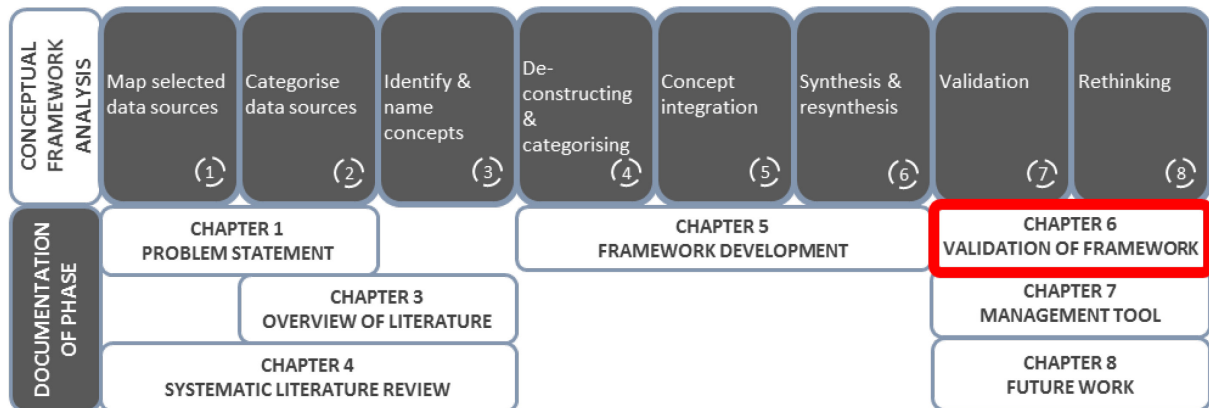 CONCEPTUAL
FRAMEWORK
ANALYSIS
Map selected
data sources
1
Categorise
data sources
2
Identify &
name
concepts
3
De-
constructing
&
categorising
4
Concept
integration
5
Synthesis &
resynthesis
6
Validation
7
Rethinking
8
DOCUMENTATION
OF PHASE
CHAPTER 1
PROBLEM STATEMENT
CHAPTER 5
FRAMEWORK DEVELOPMENT
CHAPTER 6
VALIDATION OF FRAMEWORK
CHAPTER 3
OVERVIEW OF LITERATURE
CHAPTER 7
MANAGEMENT TOOL
CHAPTER 4
SYSTEMATIC LITERATURE REVIEW
CHAPTER 8
FUTURE WORK